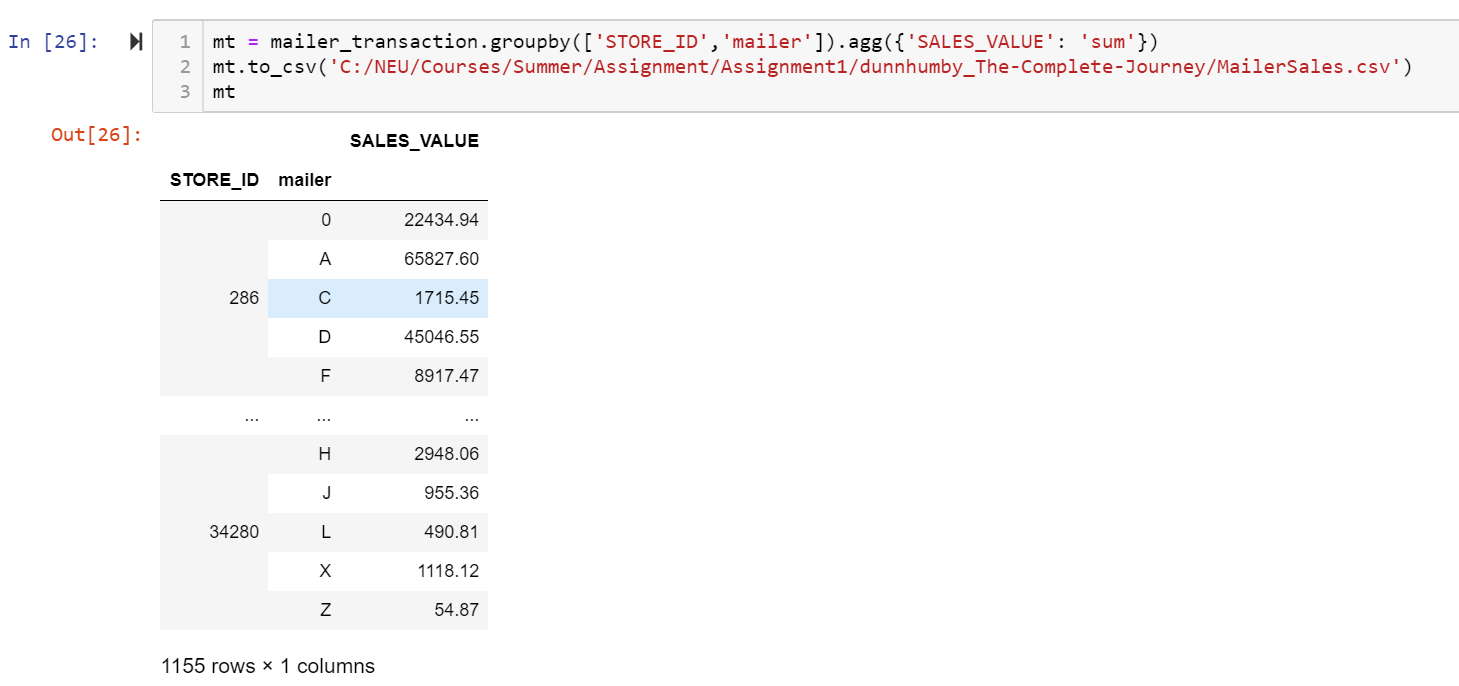 In [26]: 1 mt = mailer_transaction.groupby(['STORE_ID','mailer']).agg({'SALES_VALUE': 'sum'})
2 mt.to_csv('C:/NEU/Courses/Summer/Assignment/Assignment1/dunnhumby_The-Complete-Journey/MailerSales.csv')
3 mt
Out[26]:
SALES_VALUE
STORE_ID mailer
0 22434.94
A 65827.60
286 C 1715.45
D 45046.55
F 8917.47
... ... ...
H 2948.06
J 955.36
34280 L 490.81
X 1118.12
Z 54.87
1155 rows × 1 columns